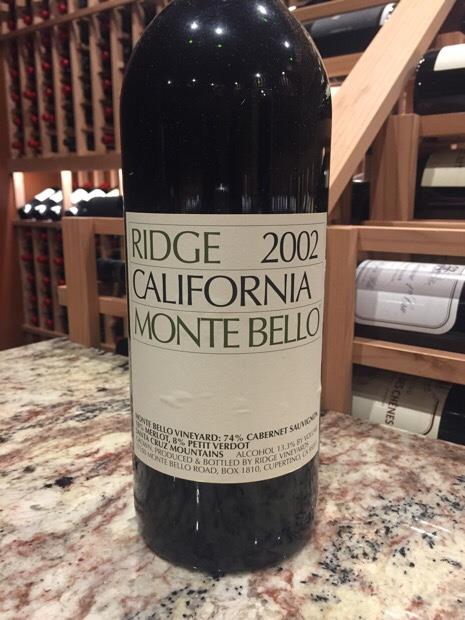 RIDGE 2002
CALIFORNIA
MONTE BELLO
MONTE BELLO VINEYARD: 74% CABERNET SAUVIGNON
18% MERLOT, 8% PETIT VERDOT
SANTA CRUZ MOUNTAINS ALCOHOL 13.3% BY
GROWN, PRODUCED & BOTTLED BY RIDGE VINEYARDS
MONTE BELLO ROAD, BOX 1810, CUPERTINO,